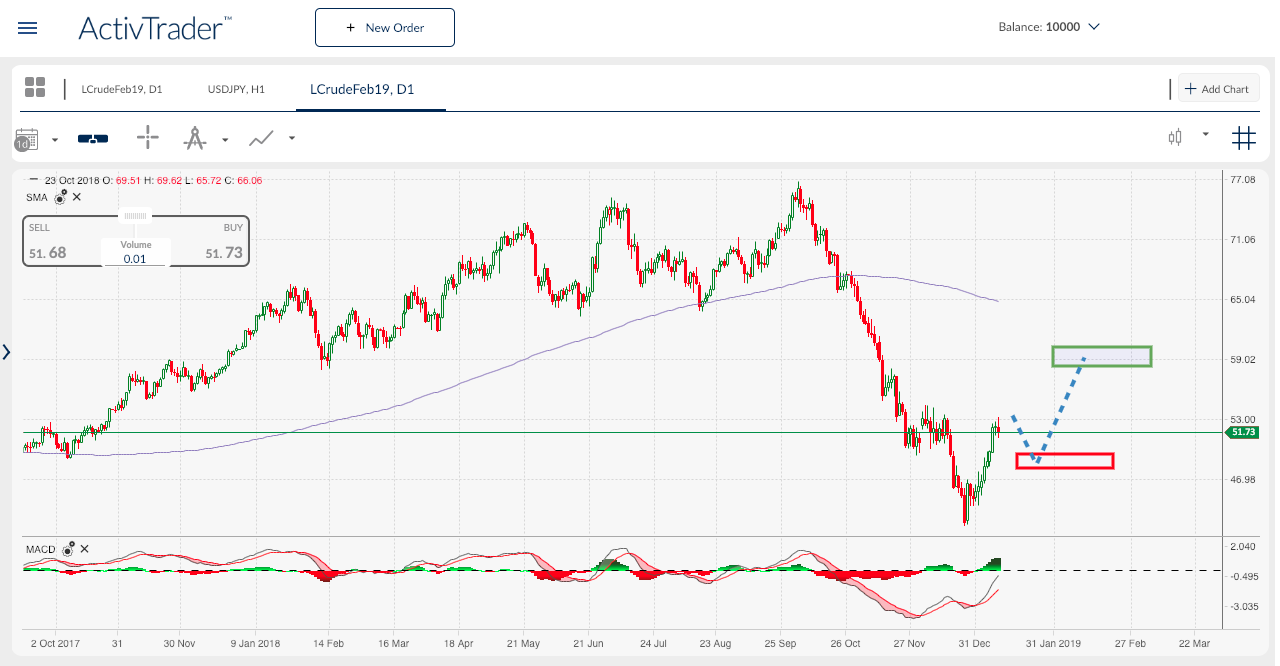 ActivTrader™
+ New Order
Balance: 10000
LCrudeFeb19, D1
USDJPY, H1
LCrudeFeb19, D1
+ Add Chart
1d
23 Oct 2018 O: 69.51 H: 69.62 L: 65.72 C: 66.06
SMA
SELL
BUY
51.68
Volume
0.01
51.73
77.08
71.06
65.04
59.02
53.00
51.73
46.98
MACD
2.040
-0.495
-3.035
2 Oct 2017 31 30 Nov 9 Jan 2018 14 Feb 16 Mar 18 Apr 21 May 21 Jun 24 Jul 23 Aug 25 Sep 26 Oct 27 Nov 31 Dec 31 Jan 2019 27 Feb 22 Mar